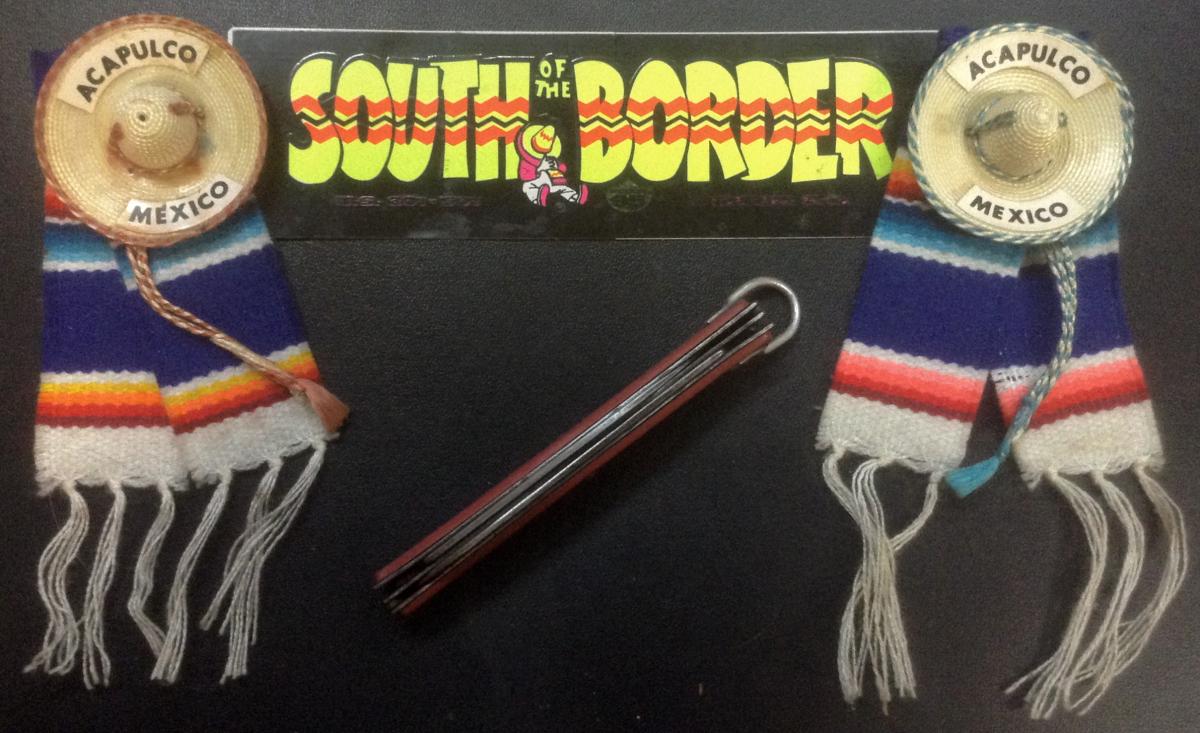 ACAPULCO
MEXICO
SOUTH OF THE BORDER
ACAPULCO
MEXICO